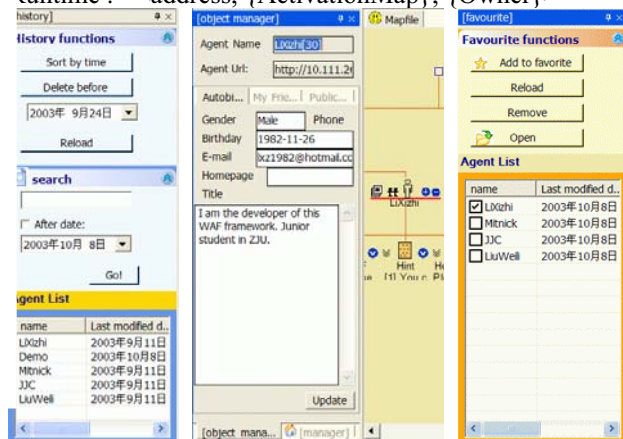 Runtime : address, {ActivationMap}, {Owner}
history]
History functions
Sort by time
Delete before
2003年 9月24日
Reload
search
After date:
2003年10月 8日
Go!
Agent List
name Last modified d..
LiXizhi 2003年9月11日
Demo 2003年10月8日
Mitnick 2003年9月11日
JJC 2003年9月11日
LiuWeili 2003年9月11日
[object manager]
Agent Name LiXizhi[30]
Agent Url: http://10.111.2
Autobi... My Frie... Public...
Gender Male Phone
Birthday 1982-11-26
E-mail lxz1982@hotmail.cc
Homepage
Title
I am the developer of this
WAF framework. Junior
student in ZJU.
Update
[object mana... [manager]
Mapfile
LiXizhi
Hint
[1] You c.
[favourite]
Favourite functions
Add to favorite
Reload
Remove
Open
Agent List
name Last modified d..
LiXizhi 2003年10月8日
Mitnick 2003年10月8日
JJC 2003年10月8日
LiuWeili 2003年10月8日